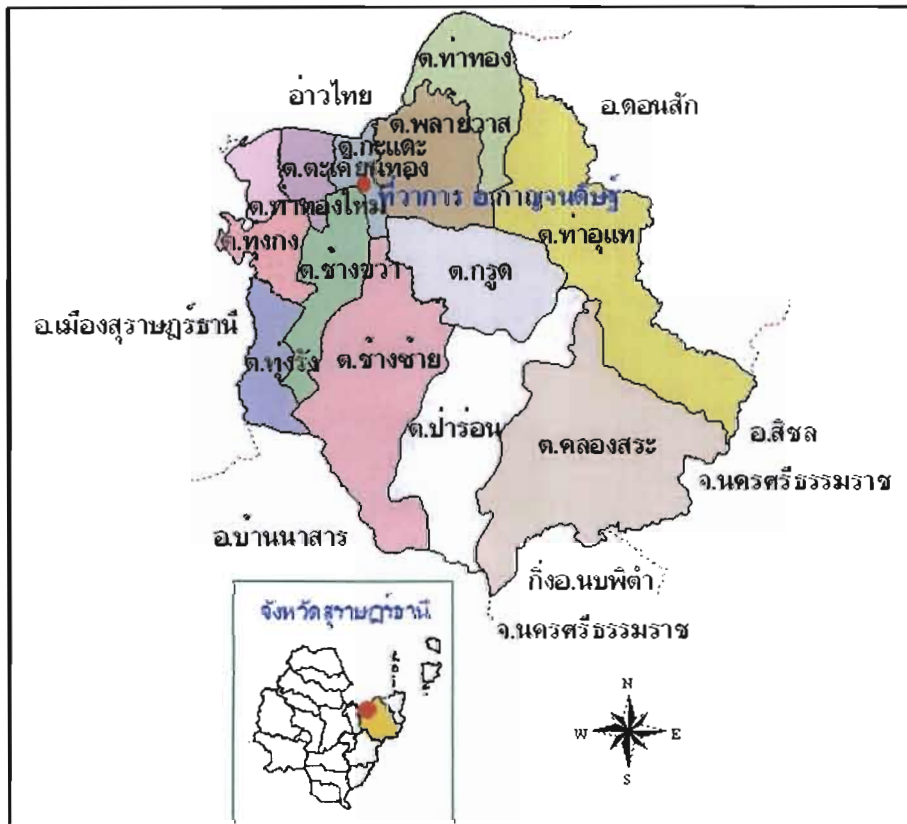 ต.ท่าทอง
อ่าวไทย
อ.ดอนสัก
ต.พลายวาส
ต.กะแดะ
ต.ตะเคียนทอง
ที่ว่าการ อ.กาญจนดิษฐ์
ต.ท่าทองใหม่
ต.ทุงกง
ต.ท่าอุแท
ต.ช้างขวา
ต.กรูด
อ.เมืองสุราษฎร์ธานี
ต.ทุ่งรัง
ต.ช้างซ้าย
ต.ป่าร่อน
อ.สิชล
ต.คลองสระ
จ.นครศรีธรรมราช
อ.บ้านนาสาร
กิ่งอ.นบพิตำ
จ.นครศรีธรรมราช
จังหวัดสุราษฎร์ธานี
N
W E
S